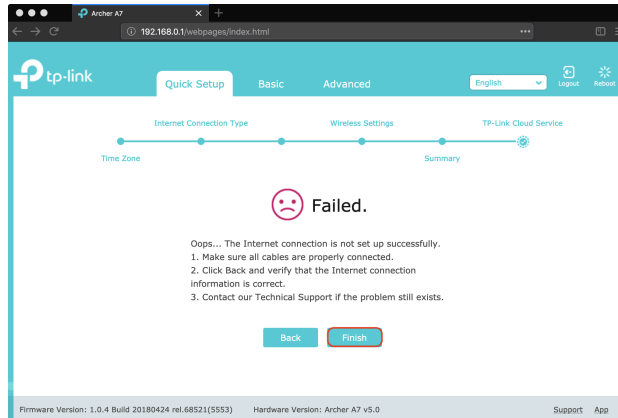 Archer A7
192.168.0.1/webpages/index.html
tp-link
Quick Setup
Basic
Advanced
English
Logout
Reboot
Internet Connection Type
Wireless Settings
TP-Link Cloud Service
Time Zone
Summary
Failed.
Oops... The Internet connection is not set up successfully.
1. Make sure all cables are properly connected.
2. Click Back and verify that the Internet connection
information is correct.
3. Contact our Technical Support if the problem still exists.
Back
Finish
Firmware Version: 1.0.4 Build 20180424 rel.68521(5553)
Hardware Version: Archer A7 v5.0
Support
App